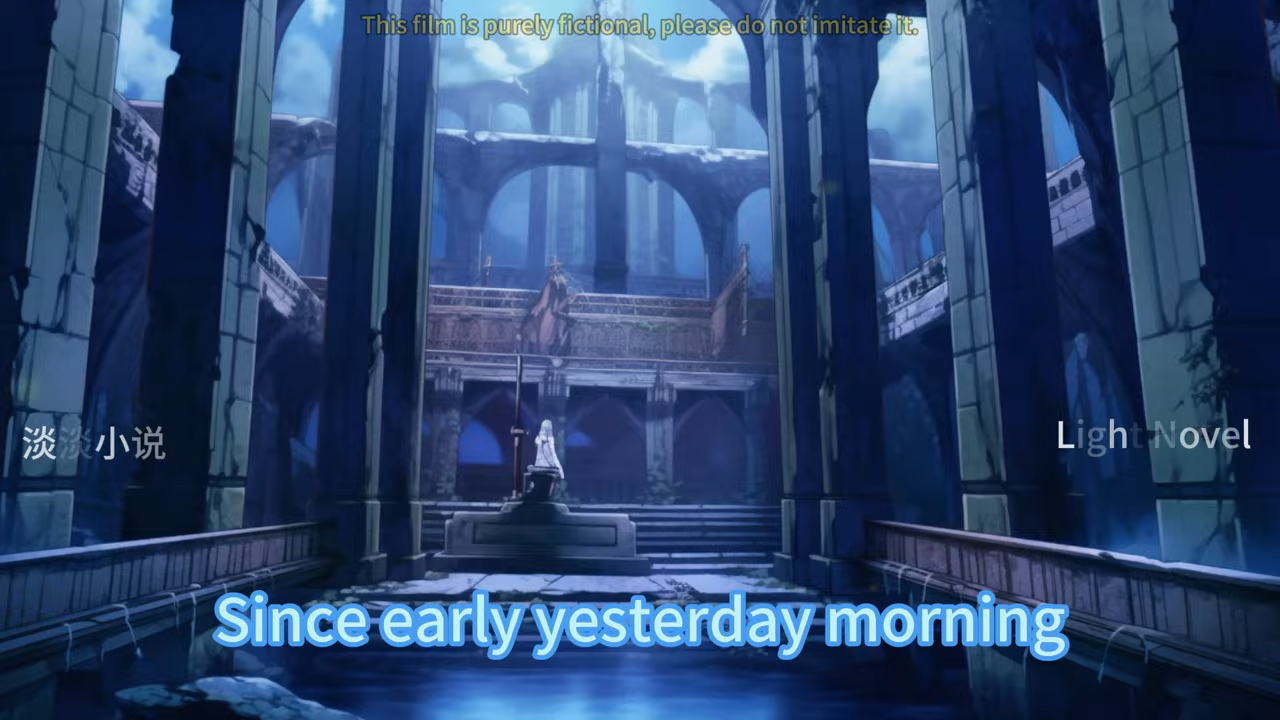 This film is purely fictional, please do not imitate it.
淡淡小说
Light Novel
Since early yesterday morning